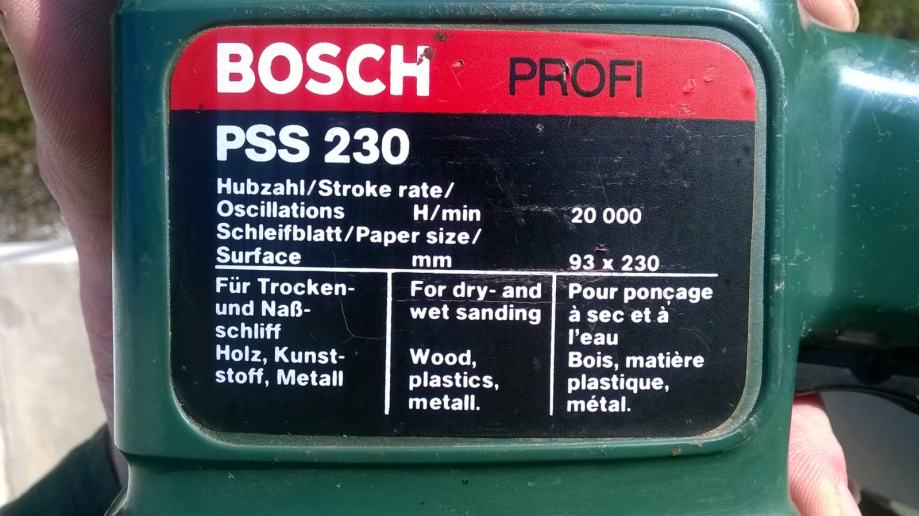 BOSCH PROFI
PSS 230
Hubzahl/Stroke rate/
Oscillations H/min 20 000
Schleifblatt/Paper size/
Surface mm 93 x 230
Für Trocken-
und Naß-
schliff
Holz, Kunst-
stoff, Metall
For dry- and
wet sanding
Wood,
plastics,
metall.
Pour ponçage
à sec et à
l'eau
Bois, matière
plastique,
métal.